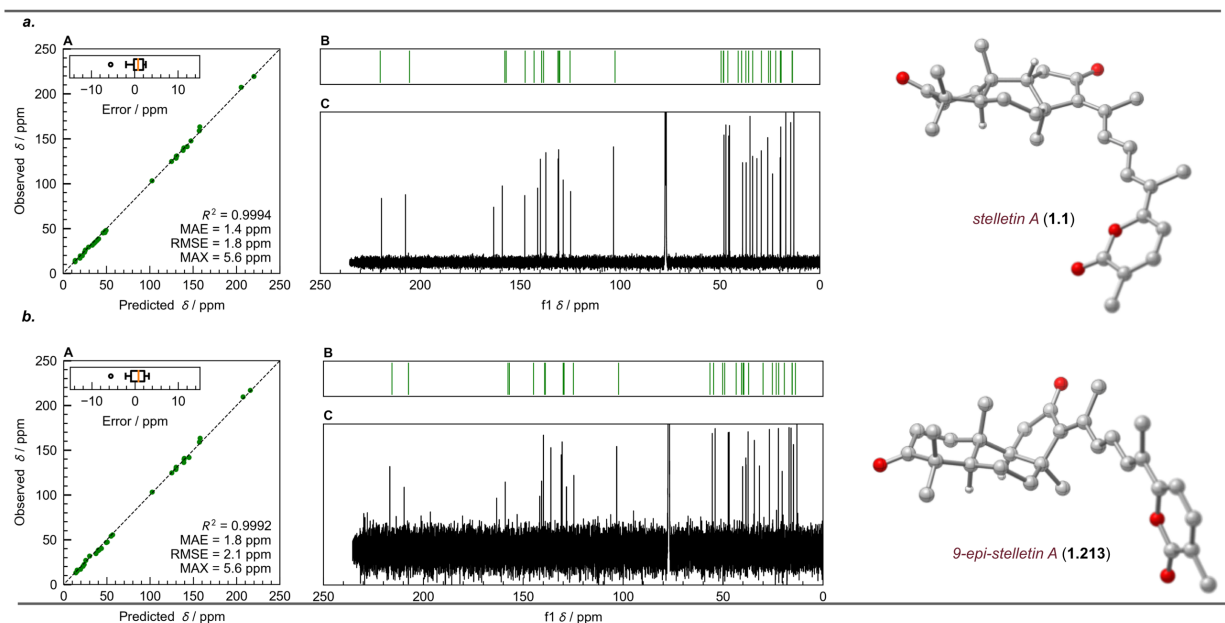 a.
A
B
250
200
150
100
50
0
Observed δ / ppm
−10 0 10
Error / ppm
R² = 0.9994
MAE = 1.4 ppm
RMSE = 1.8 ppm
MAX = 5.6 ppm
0 50 100 150 200 250
Predicted δ / ppm
C
250 200 150 100 50 0
f1 δ / ppm
stelletin A (1.1)
b.
A
B
250
200
150
100
50
0
Observed δ / ppm
−10 0 10
Error / ppm
R² = 0.9992
MAE = 1.8 ppm
RMSE = 2.1 ppm
MAX = 5.6 ppm
0 50 100 150 200 250
Predicted δ / ppm
C
250 200 150 100 50 0
f1 δ / ppm
9-epi-stelletin A (1.213)